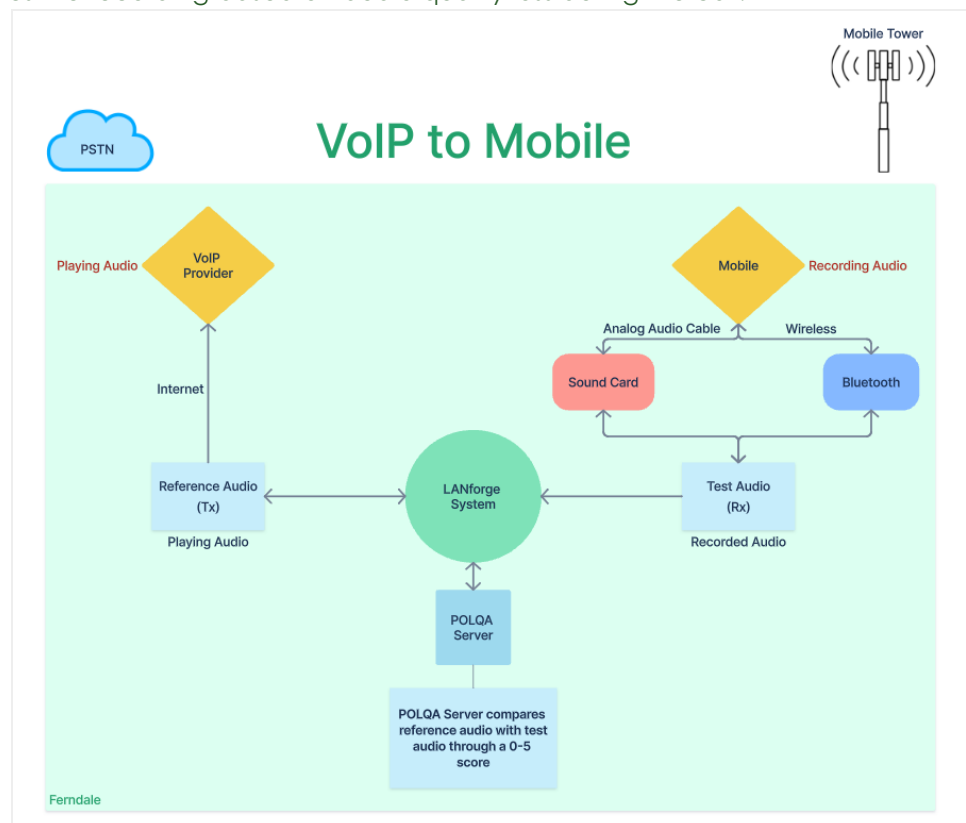 Mobile Tower
PSTN
VoIP to Mobile
Playing Audio
VoIP
Provider
Mobile
Recording Audio
Analog Audio Cable
Wireless
Internet
Sound Card
Bluetooth
Reference Audio
(Tx)
Playing Audio
LANforge
System
Test Audio
(Rx)
Recorded Audio
POLQA
Server
POLQA Server compares
reference audio with test
audio through a 0-5
score
Ferndale